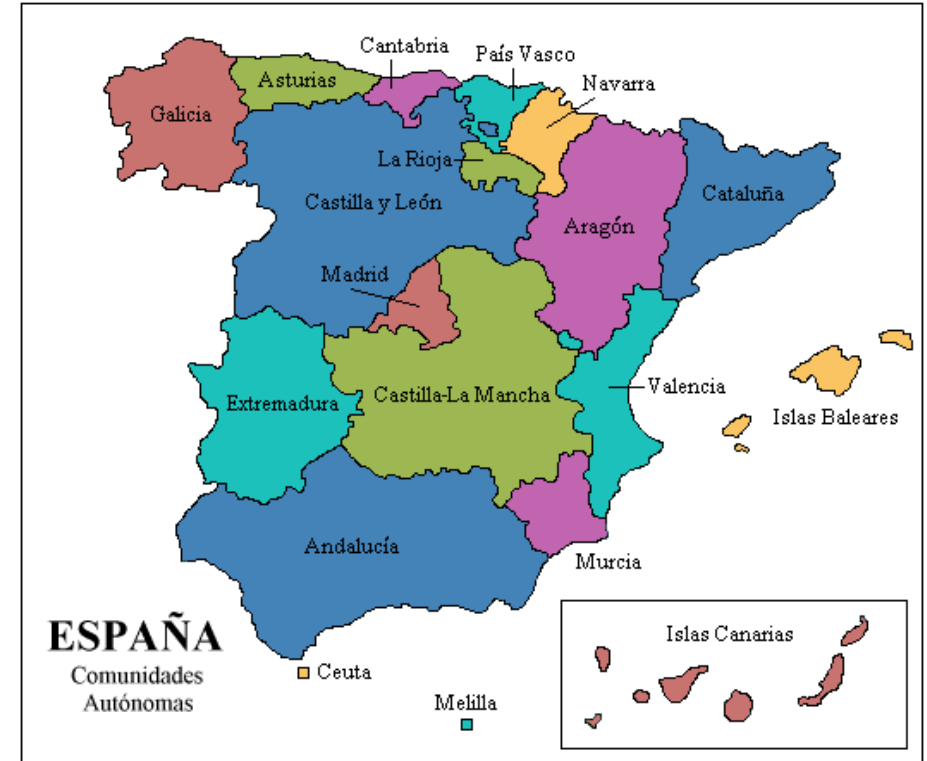 Cantabria
País Vasco
Asturias
Navarra
Galicia
La Rioja
Castilla y León
Cataluña
Aragón
Madrid
Extremadura
Castilla-La Mancha
Valencia
Islas Baleares
Andalucía
Murcia
ESPAÑA
Comunidades
Autónomas
Ceuta
Melilla
Islas Canarias